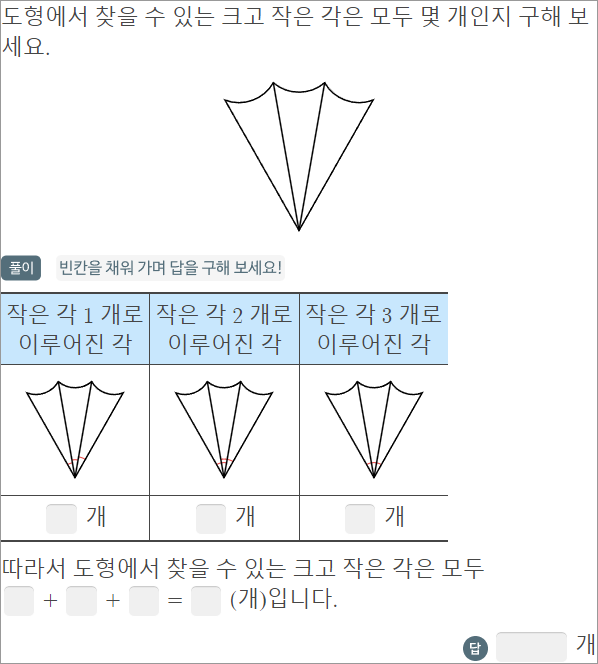 도형에서 찾을 수 있는 크고 작은 각은 모두 몇 개인지 구해 보
세요.
풀이 빈칸을 채워 가며 답을 구해 보세요!
작은 각 1 개로 작은 각 2 개로 작은 각 3 개로
이루어진 각 이루어진 각 이루어진 각
개 개 개
따라서 도형에서 찾을 수 있는 크고 작은 각은 모두
+ + = (개)입니다.
답 개